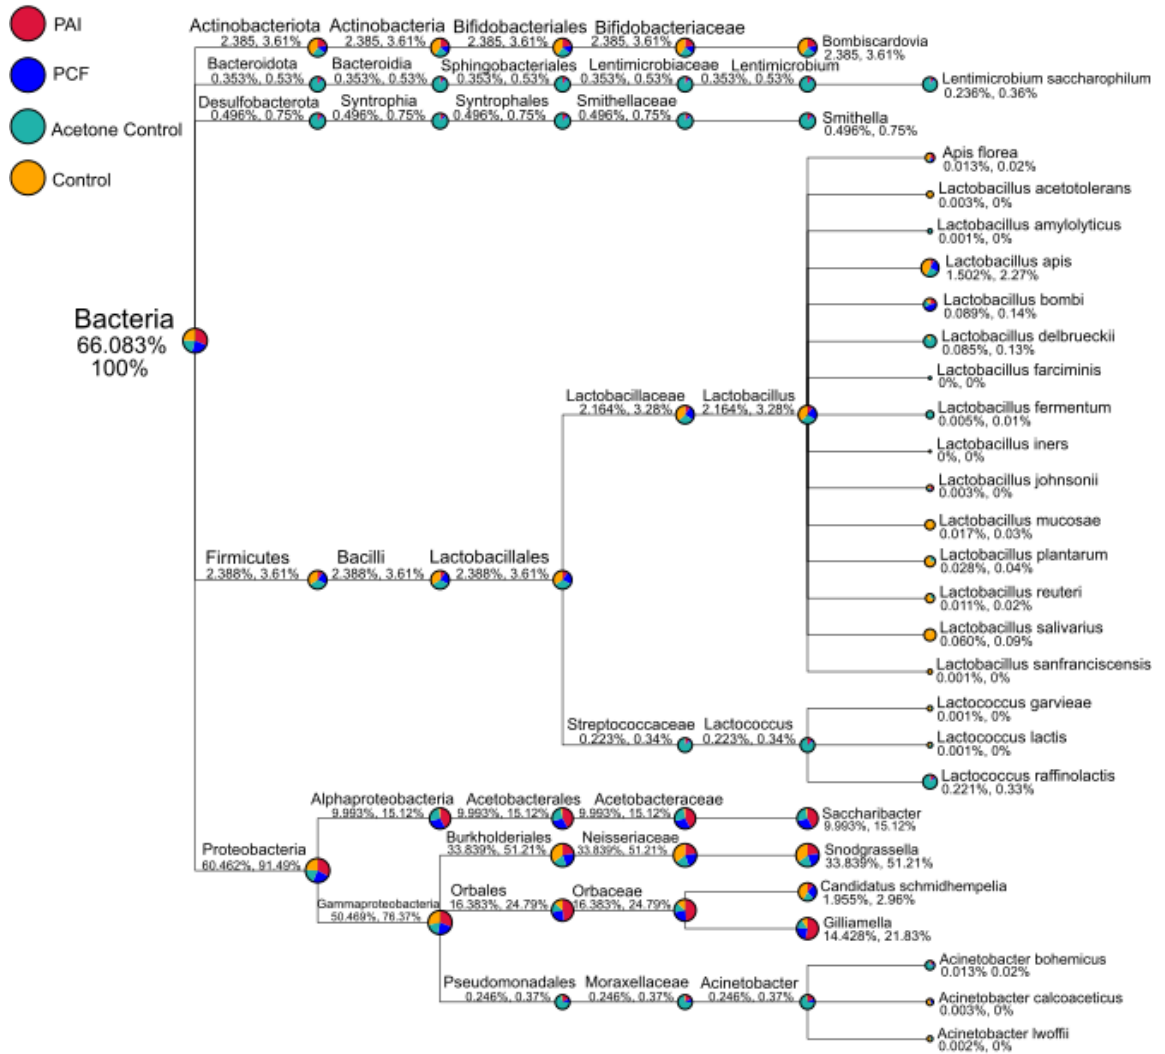 PAI
PCF
Acetone Control
Control
Bacteria
66.083%
100%
Actinobacteriota Actinobacteria Bifidobacteriales Bifidobacteriaceae
2.385, 3.61% 2.385, 3.61% 2.385, 3.61% 2.385, 3.61%
Bombiscardovia
2.385, 3.61%
Bacteroidota Bacteroidia Sphingobacteriales Lentimicrobiaceae Lentimicrobium
0.353%, 0.53% 0.353%, 0.53% 0.353%, 0.53% 0.353%, 0.53% 0.353%, 0.53%
Lentimicrobium saccharophilum
0.236%, 0.36%
Desulfobacterota Syntrophia Syntrophales Smithellaceae
0.496%, 0.75% 0.496%, 0.75% 0.496%, 0.75% 0.496%, 0.75%
Smithella
0.496%, 0.75%
Apis florea
0.013%, 0.02%
Lactobacillus acetotolerans
0.003%, 0%
Lactobacillus amylolyticus
0.001%, 0%
Lactobacillus apis
1.502%, 2.27%
Lactobacillus bombi
0.089%, 0.14%
Lactobacillus delbrueckii
0.085%, 0.13%
Lactobacillus farciminis
0%, 0%
Lactobacillaceae Lactobacillus
2.164%, 3.28% 2.164%, 3.28%
Lactobacillus fermentum
0.005%, 0.01%
Lactobacillus iners
0%, 0%
Lactobacillus johnsonii
0.003%, 0%
Lactobacillus mucosae
0.017%, 0.03%
Lactobacillus plantarum
0.028%, 0.04%
Firmicutes Bacilli Lactobacillales
2.388%, 3.61% 2.388%, 3.61% 2.388%, 3.61%
Lactobacillus reuteri
0.011%, 0.02%
Lactobacillus salivarius
0.060%, 0.09%
Lactobacillus sanfranciscensis
0.001%, 0%
Lactococcus garvieae
0.001%, 0%
Streptococcaceae Lactococcus
0.223%, 0.34% 0.223%, 0.34%
Lactococcus lactis
0.001%, 0%
Lactococcus raffinolactis
0.221%, 0.33%
Alphaproteobacteria Acetobacterales Acetobacteraceae
9.993%, 15.12% 9.993%, 15.12% 9.993%, 15.12%
Saccharibacter
9.993%, 15.12%
Burkholderiales Neisseriaceae
33.839%, 51.21% 33.839%, 51.21%
Snodgrassella
33.839%, 51.21%
Proteobacteria
60.462%, 91.49%
Gammaproteobacteria
50.469%, 76.37%
Orbales Orbaceae
16.383%, 24.79% 16.383%, 24.79%
Candidatus schmidhempelia
1.955%, 2.96%
Gilliamella
14.428%, 21.83%
Pseudomonadales Moraxellaceae Acinetobacter
0.246%, 0.37% 0.246%, 0.37% 0.246%, 0.37%
Acinetobacter bohemicus
0.013% 0.02%
Acinetobacter calcoaceticus
0.003%, 0%
Acinetobacter lwoffii
0.002%, 0%